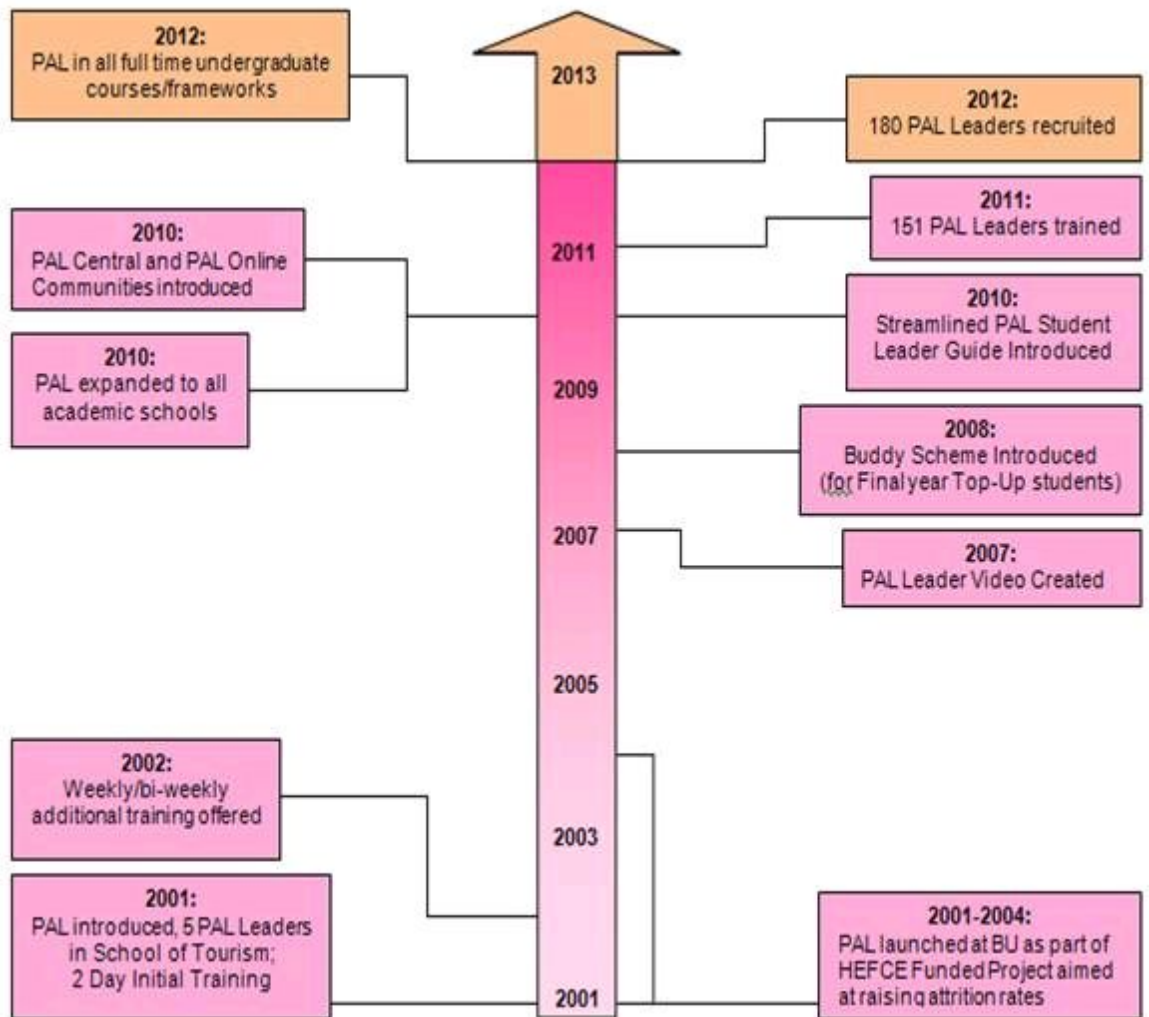 2012:
PAL in all full time undergraduate
courses/frameworks
2013
2012:
180 PAL Leaders recruited
2011:
151 PAL Leaders trained
2010:
PAL Central and PAL Online
Communities introduced
2011
2010:
Streamlined PAL Student
Leader Guide Introduced
2010:
PAL expanded to all
academic schools
2009
2008:
Buddy Scheme Introduced
(for Final year Top-Up students)
2007
2007:
PAL Leader Video Created
2005
2002:
Weekly/bi-weekly
additional training offered
2003
2001:
PAL introduced, 5 PAL Leaders
in School of Tourism;
2 Day Initial Training
2001-2004:
PAL launched at BU as part of
HEFCE Funded Project aimed
at raising attrition rates
2001